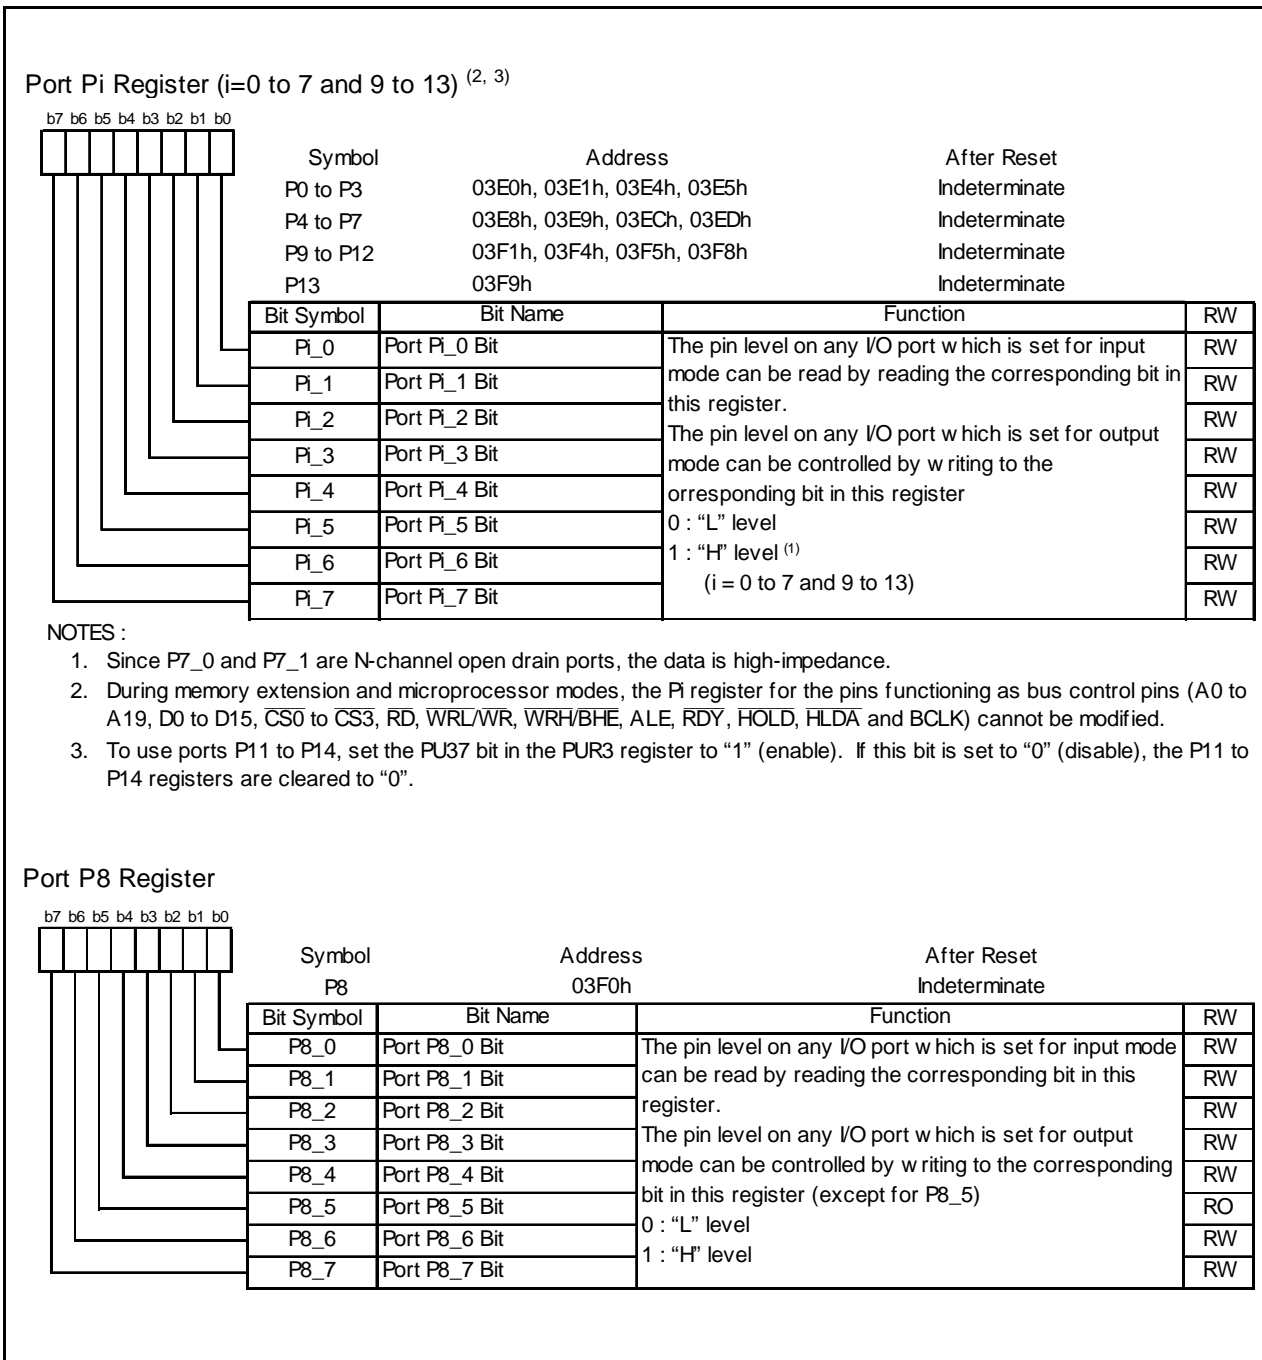 Port Pi Register (i=0 to 7 and 9 to 13) (2, 3)
b7 b6 b5 b4 b3 b2 b1 b0
Symbol Address After Reset
P0 to P3 03E0h, 03E1h, 03E4h, 03E5h Indeterminate
P4 to P7 03E8h, 03E9h, 03ECh, 03EDh Indeterminate
P9 to P12 03F1h, 03F4h, 03F5h, 03F8h Indeterminate
P13 03F9h Indeterminate
Bit Symbol Bit Name Function RW
Pi_0 Port Pi_0 Bit The pin level on any I/O port which is set for input RW
Pi_1 Port Pi_1 Bit mode can be read by reading the corresponding bit in RW
this register.
Pi_2 Port Pi_2 Bit The pin level on any I/O port which is set for output RW
Pi_3 Port Pi_3 Bit mode can be controlled by writing to the RW
Pi_4 Port Pi_4 Bit orresponding bit in this register RW
Pi_5 Port Pi_5 Bit 0 : “L” level RW
Pi_6 Port Pi_6 Bit 1 : “H” level (1) RW
Pi_7 Port Pi_7 Bit (i = 0 to 7 and 9 to 13) RW
NOTES :
1. Since P7_0 and P7_1 are N-channel open drain ports, the data is high-impedance.
2. During memory extension and microprocessor modes, the Pi register for the pins functioning as bus control pins (A0 to
A19, D0 to D15, CS0 to CS3, RD, WRL/WR, WRH/BHE, ALE, RDY, HOLD, HLDA and BCLK) cannot be modified.
3. To use ports P11 to P14, set the PU37 bit in the PUR3 register to “1” (enable). If this bit is set to “0” (disable), the P11 to
P14 registers are cleared to “0”.
Port P8 Register
b7 b6 b5 b4 b3 b2 b1 b0
Symbol Address After Reset
P8 03F0h Indeterminate
Bit Symbol Bit Name Function RW
P8_0 Port P8_0 Bit The pin level on any I/O port which is set for input mode RW
P8_1 Port P8_1 Bit can be read by reading the corresponding bit in this RW
P8_2 Port P8_2 Bit register. RW
P8_3 Port P8_3 Bit The pin level on any I/O port which is set for output RW
P8_4 Port P8_4 Bit mode can be controlled by writing to the corresponding RW
P8_5 Port P8_5 Bit bit in this register (except for P8_5) RO
P8_6 Port P8_6 Bit 0 : “L” level RW
P8_7 Port P8_7 Bit 1 : “H” level RW